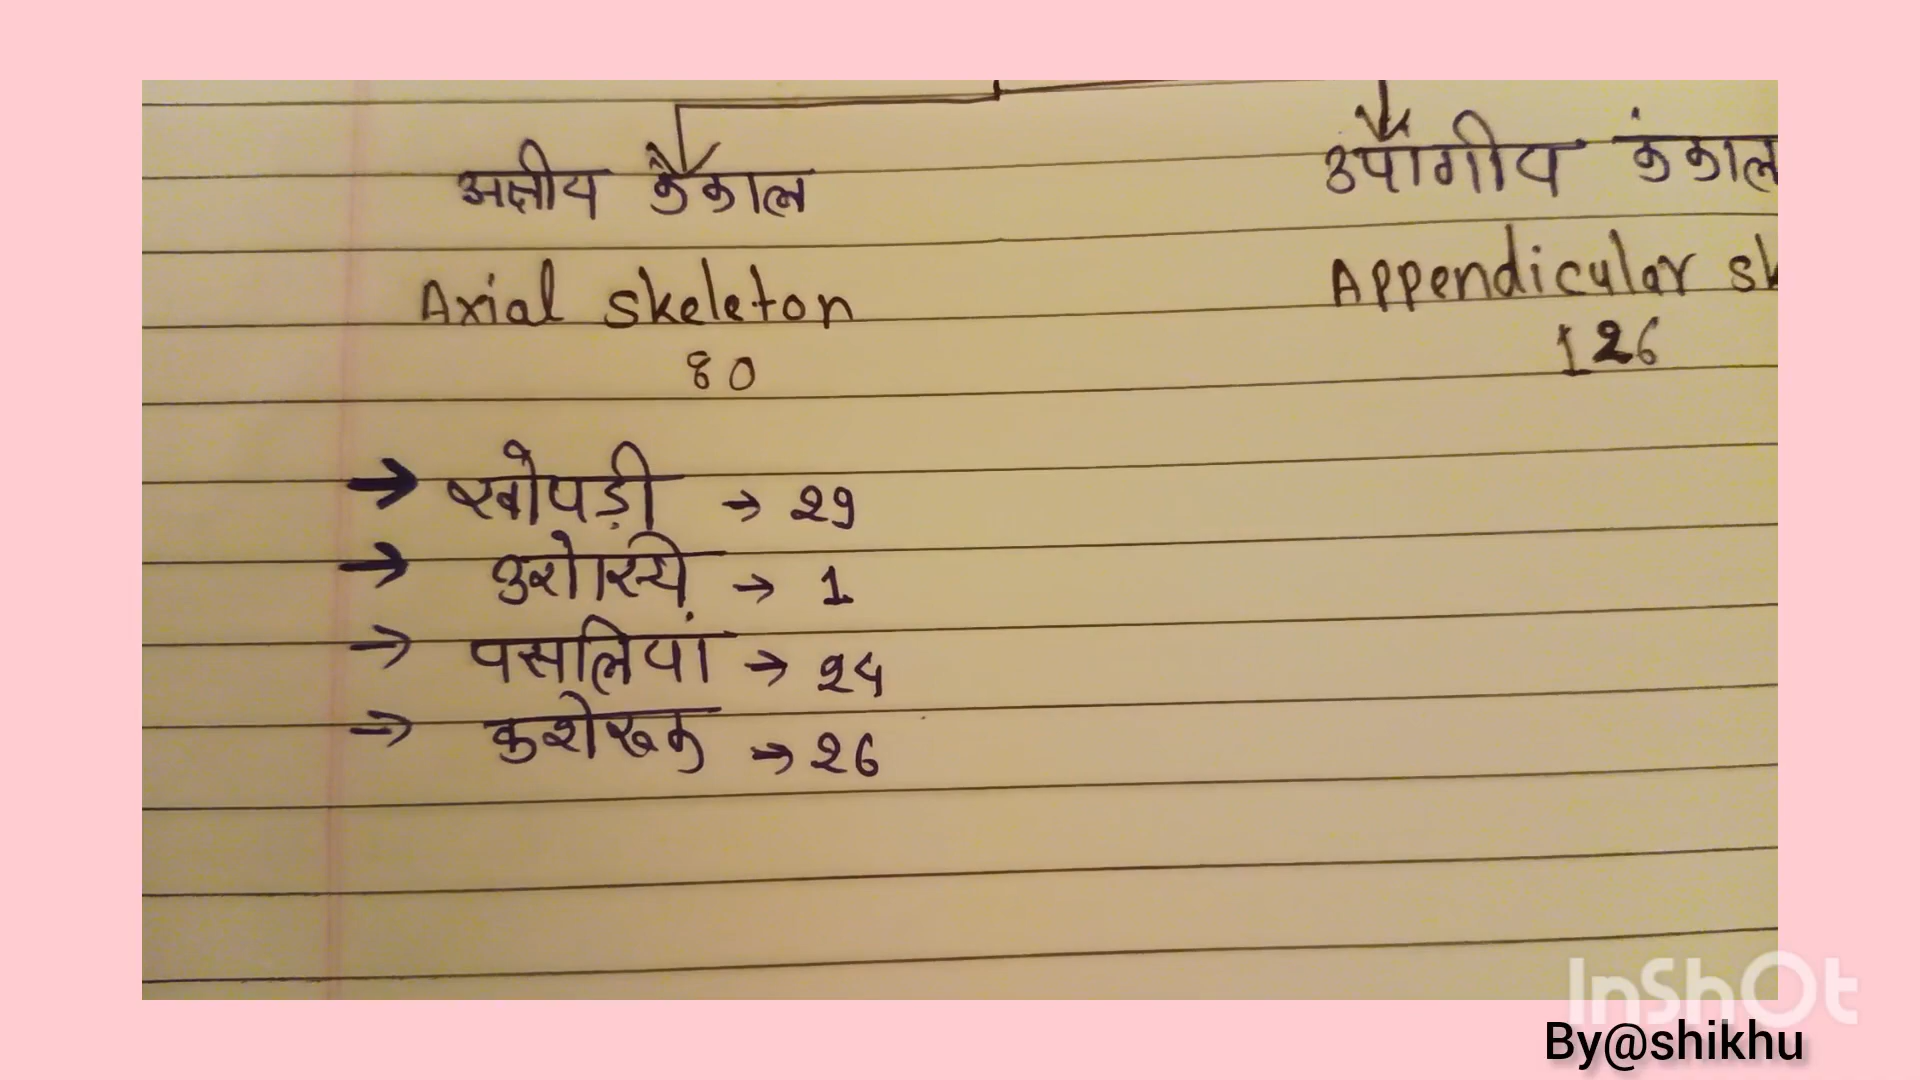 अक्षीय कंकाल
उपांगीय कंकाल
Axial skeleton
Appendicular sk
80
126
→ खोपड़ी → 29
→ उरोस्थि → 1
→ पसलियां → 24
→ कशेरूक → 26
InShOt
By@shikhu